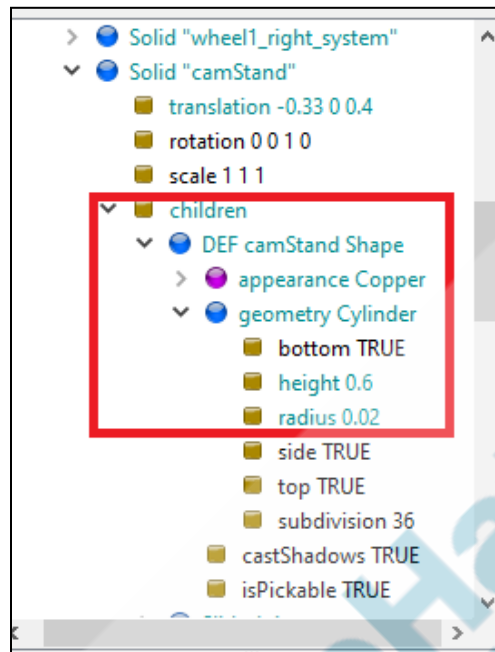 Solid "wheel1_right_system"
Solid "camStand"
translation -0.33 0 0.4
rotation 0 0 1 0
scale 1 1 1
children
DEF camStand Shape
appearance Copper
geometry Cylinder
bottom TRUE
height 0.6
radius 0.02
side TRUE
top TRUE
subdivision 36
castShadows TRUE
isPickable TRUE